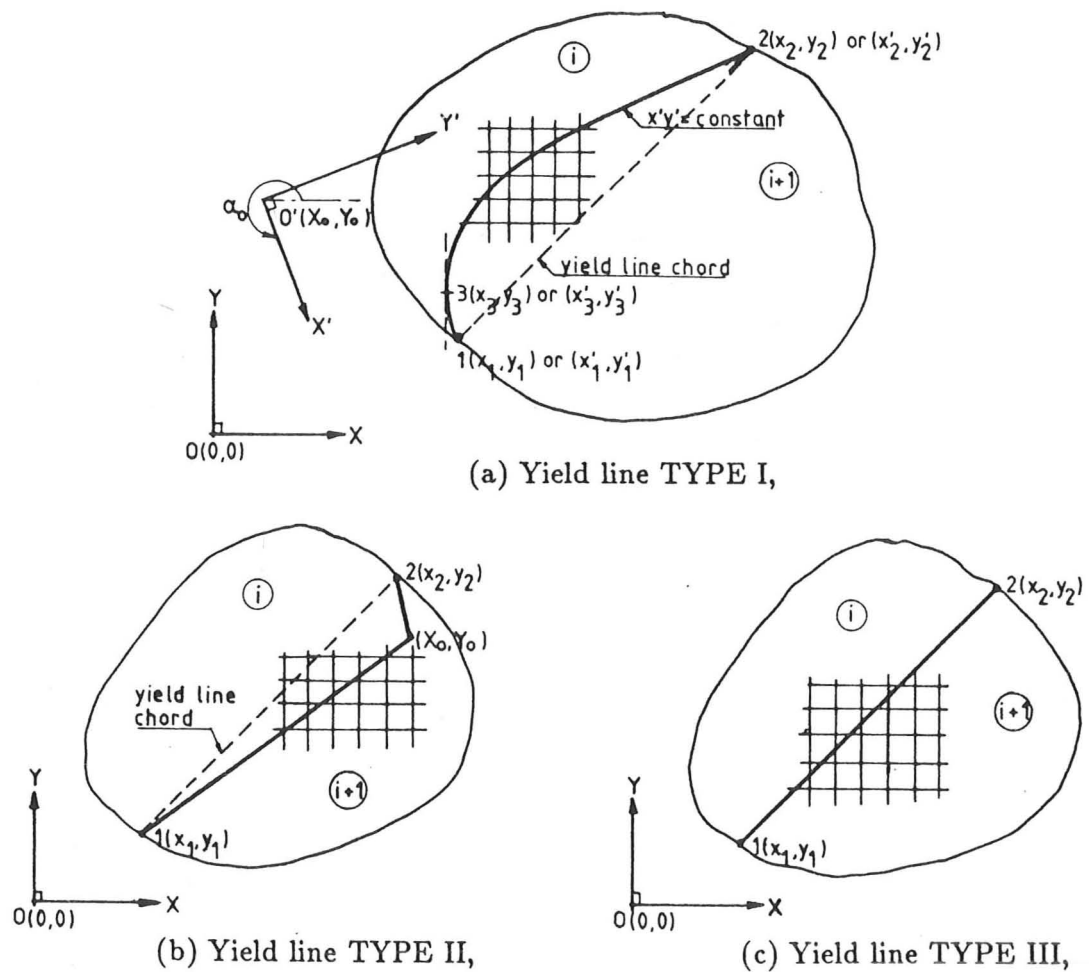 i
2(x₂,y₂) or (x'₂,y'₂)
x'y'=constant
Y'
i+1
α₀
O'(X₀,Y₀)
yield line chord
Y
3(x₃,y₃) or (x'₃,y'₃)
X'
1(x₁,y₁) or (x'₁,y'₁)
X
O(0,0)
(a) Yield line TYPE I,
i
2(x₂,y₂)
(X₀,Y₀)
yield line
chord
i+1
Y
1(x₁,y₁)
X
O(0,0)
(b) Yield line TYPE II,
2(x₂,y₂)
i
i+1
Y
1(x₁,y₁)
X
O(0,0)
(c) Yield line TYPE III,